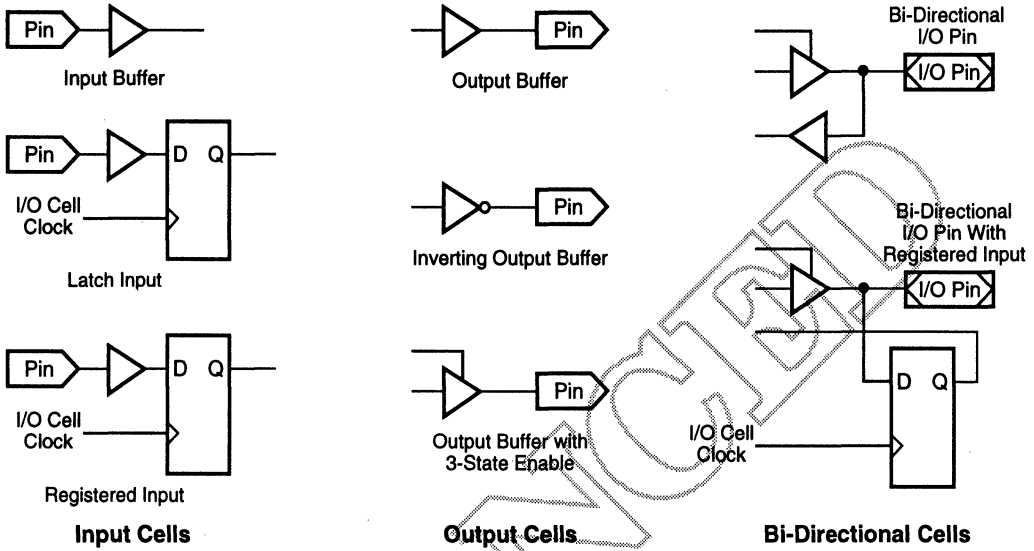 Pin
Input Buffer
Pin
D Q
I/O Cell
Clock
Latch Input
Pin
D Q
I/O Cell
Clock
Registered Input
Input Cells
Pin
Output Buffer
Pin
Inverting Output Buffer
Pin
Output Buffer with
3-State Enable
Output Cells
Bi-Directional
I/O Pin
I/O Pin
Bi-Directional
I/O Pin With
Registered Input
I/O Pin
D Q
I/O Cell
Clock
Bi-Directional Cells